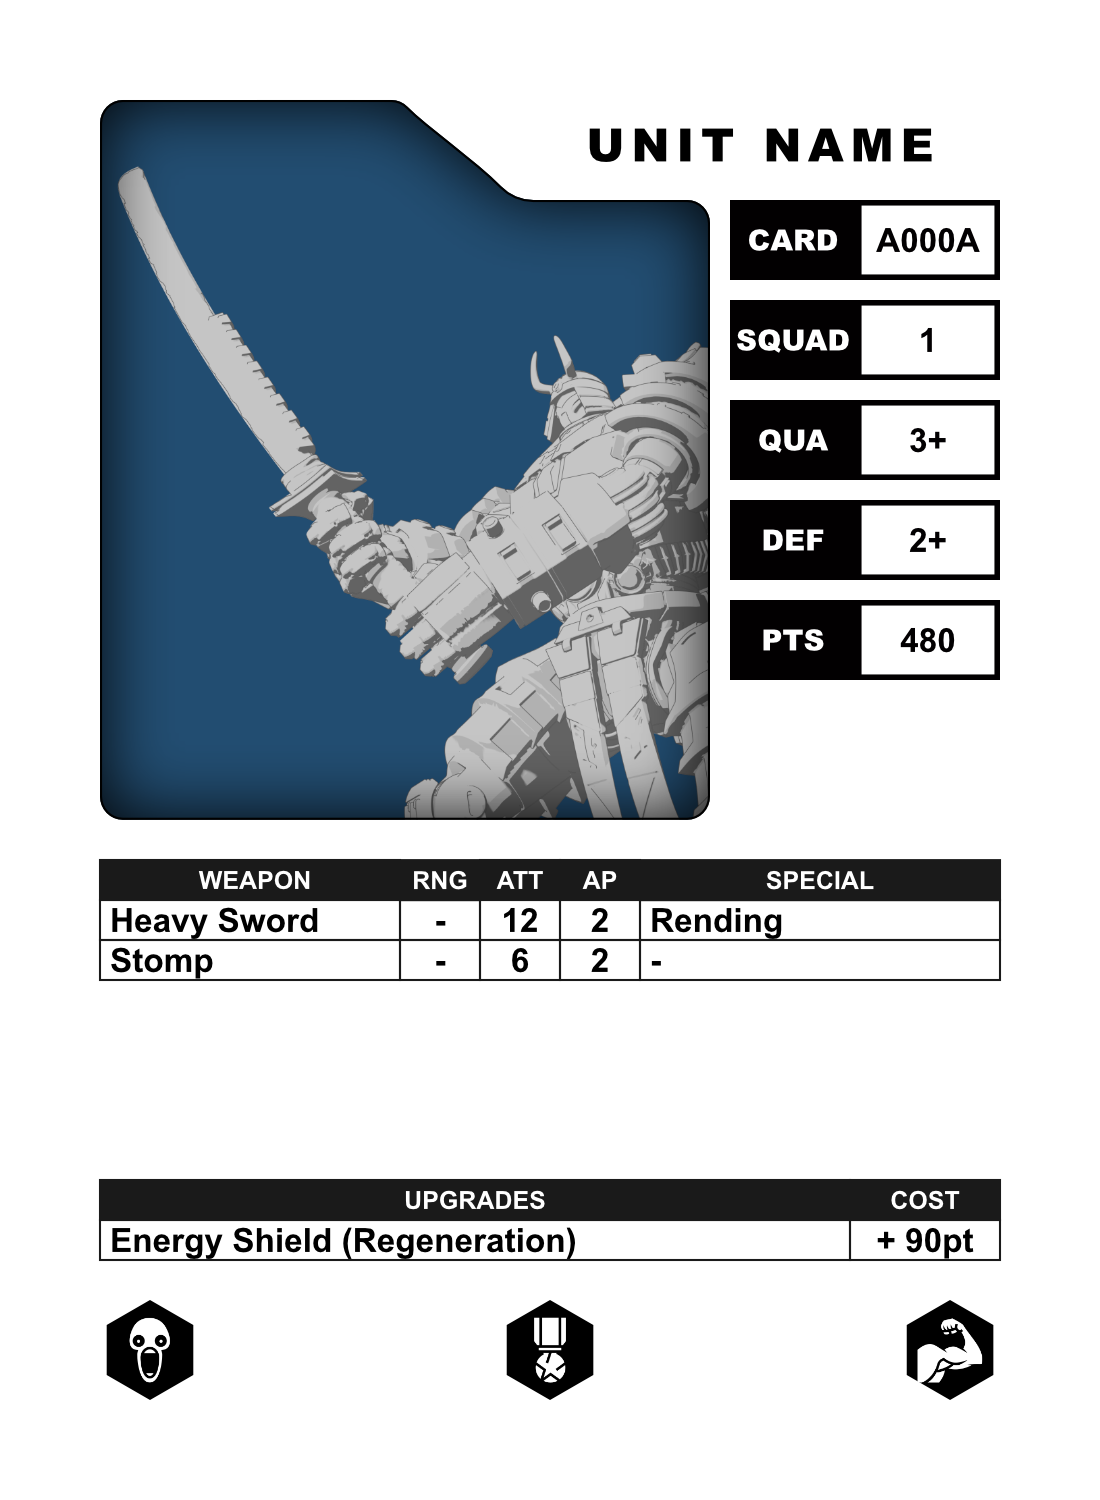 UNIT NAME
CARD A000A
SQUAD 1
QUA 3+
DEF 2+
PTS 480
WEAPON RNG ATT AP SPECIAL
Heavy Sword - 12 2 Rending
Stomp - 6 2 -
UPGRADES COST
Energy Shield (Regeneration) + 90pt